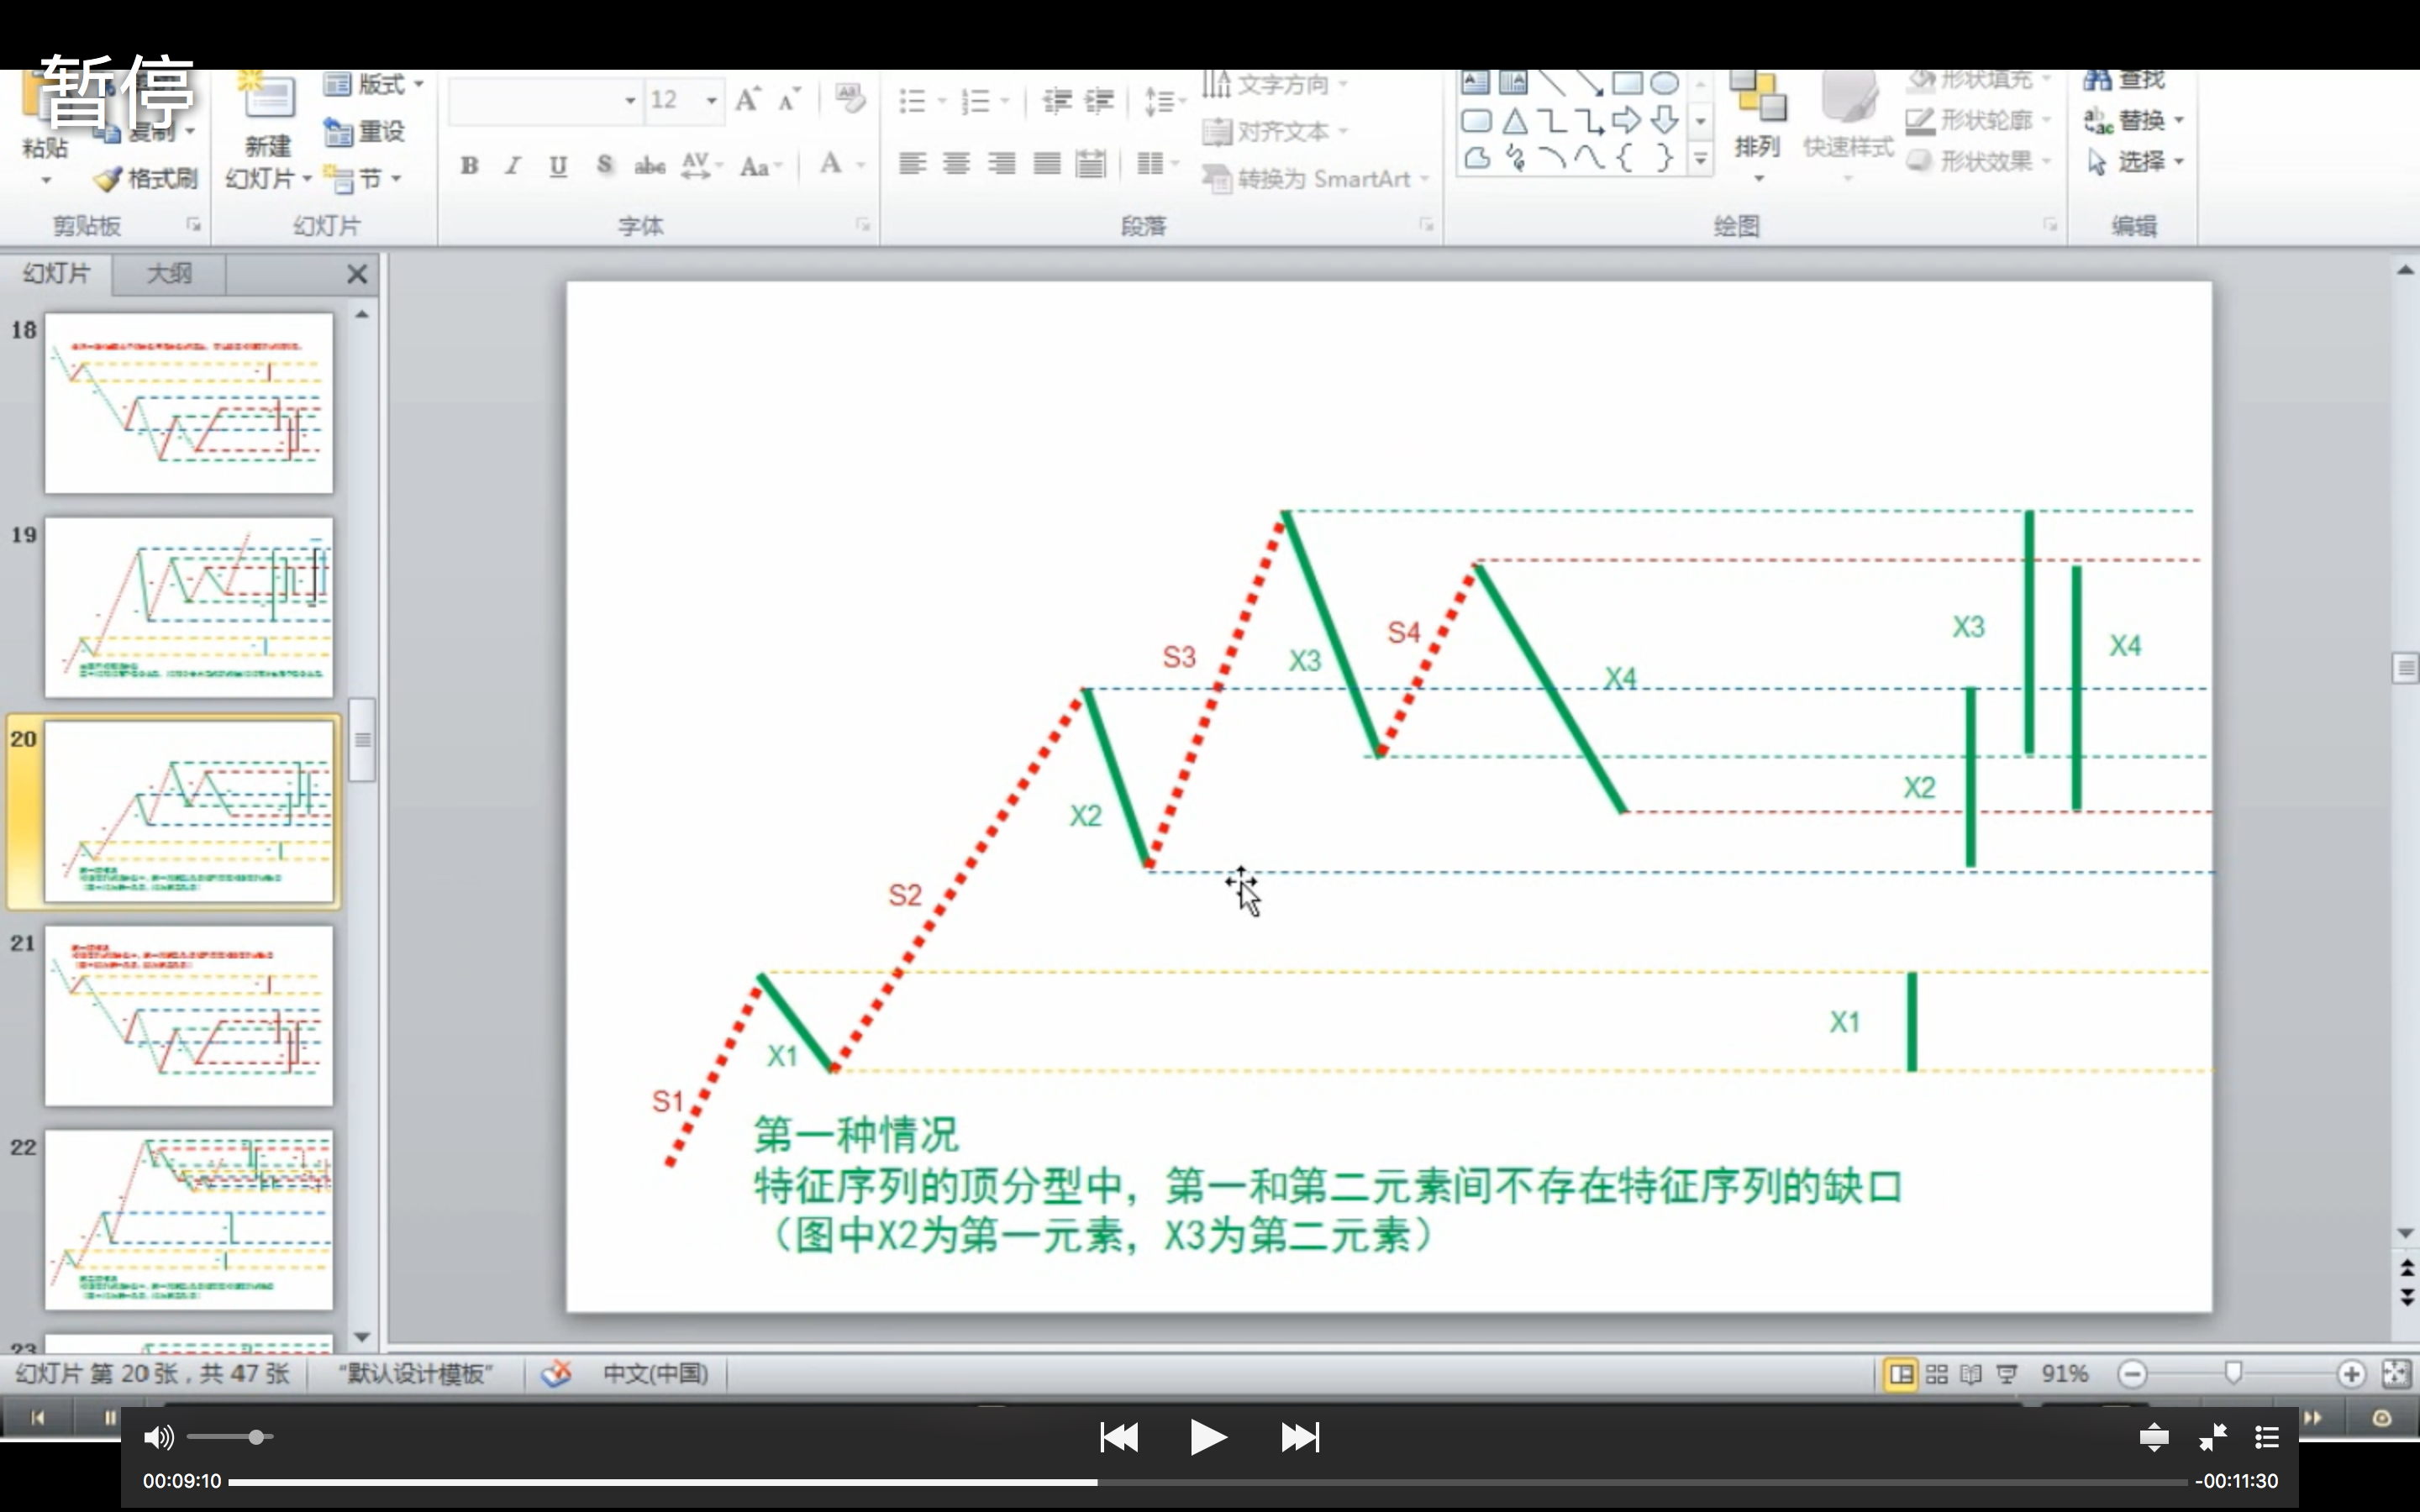 暂停
粘贴
复制
格式刷
剪贴板
新建
幻灯片
版式
重设
节
幻灯片
12
B I U S abc AV Aa A
字体
文字方向
对齐文本
转换为 SmartArt
段落
排列
快速样式
形状填充
形状轮廓
形状效果
绘图
查找
替换
选择
编辑
幻灯片 大纲
18
19
20
21
22
23
S1
X1
S2
X2
S3
X3
S4
X4
X3
X4
X2
X1
第一种情况
特征序列的顶分型中，第一和第二元素间不存在特征序列的缺口
（图中X2为第一元素，X3为第二元素）
幻灯片 第 20 张，共 47 张
“默认设计模板”
中文(中国)
91%
00:09:10
-00:11:30